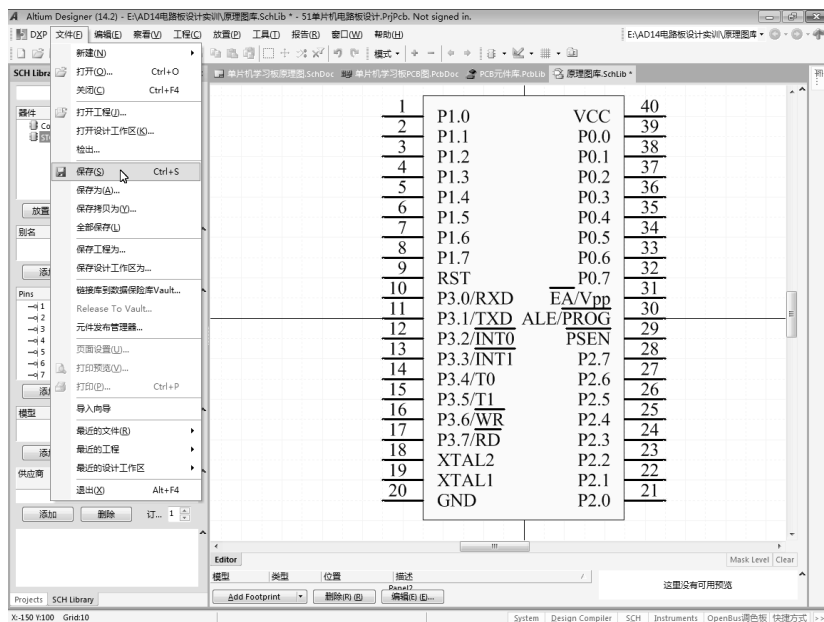 Altium Designer (14.2) - E:\AD14电路板设计实训\原理图库.SchLib * - 51单片机电路板设计.PrjPcb. Not signed in.
DXP 文件(F) 编辑(E) 察看(V) 工程(C) 放置(P) 工具(T) 报告(R) 窗口(W) 帮助(H) E:\AD14电路板设计实训\原理图库
模式
SCH Libra
单片机学习板原理图.SchDoc 单片机学习板PCB图.PcbDoc PCB元件库.PcbLib 原理图库.SchLib *
器件
Co
放置
别名
添加
Pins
1
2
3
4
5
6
7
添加
模型
添加
供应商
添加 删除 订... 1
Projects SCH Library
新建(N)
打开(O)... Ctrl+O
关闭(C) Ctrl+F4
打开工程(J)...
打开设计工作区(K)...
检出...
保存(S) Ctrl+S
保存为(A)...
保存拷贝为(Y)...
全部保存(L)
保存工程为...
保存设计工作区为...
链接库到数据保险库Vault...
Release To Vault...
元件发布管理器...
页面设置(U)...
打印预览(V)...
打印(P)... Ctrl+P
导入向导
最近的文件(R)
最近的工程
最近的设计工作区
退出(X) Alt+F4
1 P1.0 VCC 40
2 P1.1 P0.0 39
3 P1.2 P0.1 38
4 P1.3 P0.2 37
5 P1.4 P0.3 36
6 P1.5 P0.4 35
7 P1.6 P0.5 34
8 P1.7 P0.6 33
9 RST P0.7 32
10 P3.0/RXD EA/Vpp 31
11 P3.1/TXD ALE/PROG 30
12 P3.2/INT0 PSEN 29
13 P3.3/INT1 P2.7 28
14 P3.4/T0 P2.6 27
15 P3.5/T1 P2.5 26
16 P3.6/WR P2.4 25
17 P3.7/RD P2.3 24
18 XTAL2 P2.2 23
19 XTAL1 P2.1 22
20 GND P2.0 21
Editor Mask Level Clear
模型 类型 位置 描述
Panel2
Add Footprint 删除(R) (R) 编辑(E) (E)...
这里没有可用预览
X:-150 Y:100 Grid:10 System Design Compiler SCH Instruments OpenBus调色板 快捷方式 >>